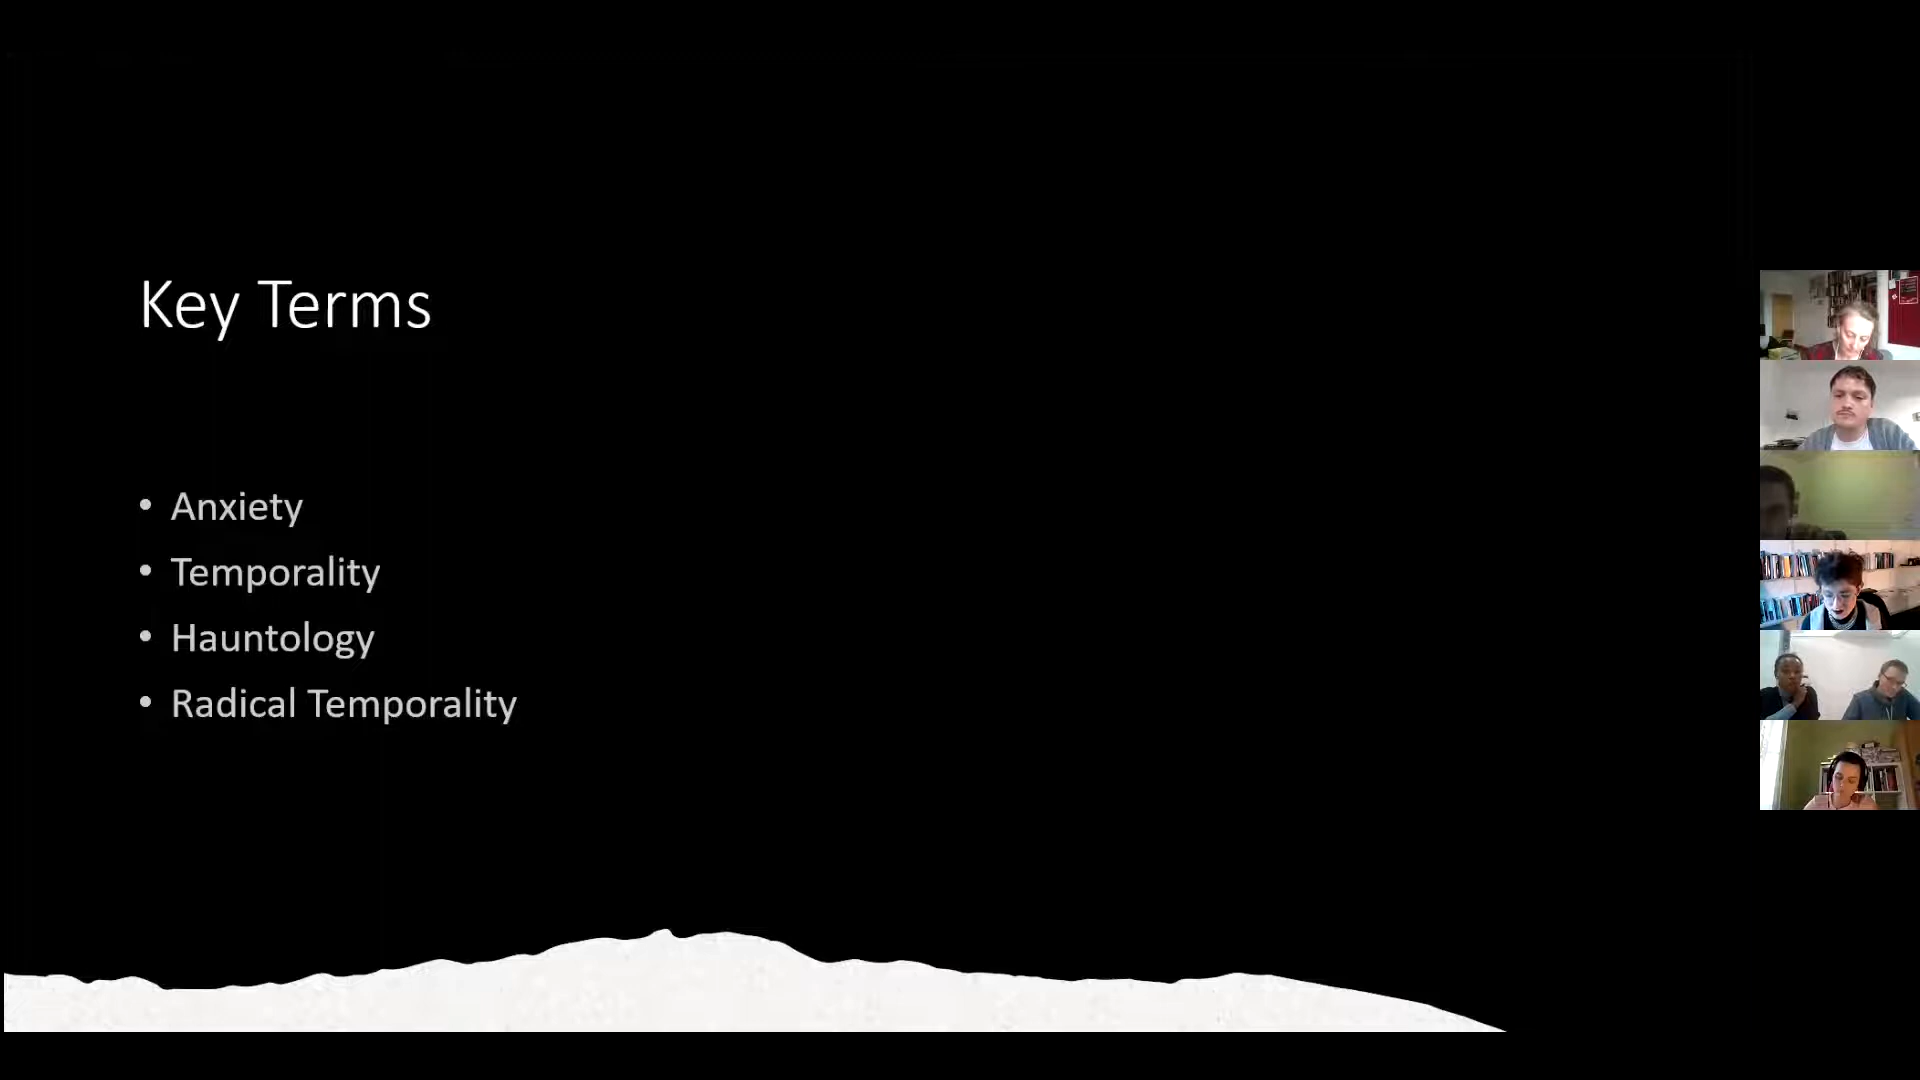 Key Terms
• Anxiety
• Temporality
• Hauntology
• Radical Temporality